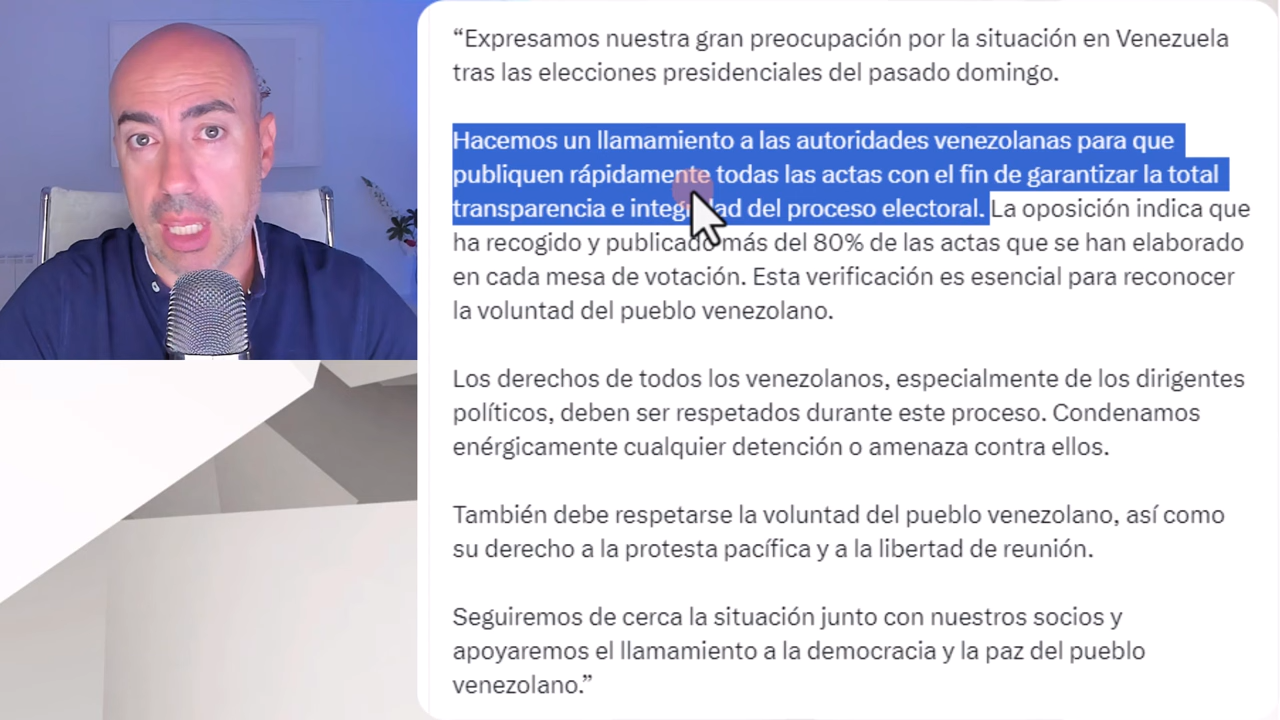 “Expresamos nuestra gran preocupación por la situación en Venezuela
tras las elecciones presidenciales del pasado domingo.
Hacemos un llamamiento a las autoridades venezolanas para que
publiquen rápidamente todas las actas con el fin de garantizar la total
transparencia e integridad del proceso electoral. La oposición indica que
ha recogido y publicado más del 80% de las actas que se han elaborado
en cada mesa de votación. Esta verificación es esencial para reconocer
la voluntad del pueblo venezolano.
Los derechos de todos los venezolanos, especialmente de los dirigentes
políticos, deben ser respetados durante este proceso. Condenamos
enérgicamente cualquier detención o amenaza contra ellos.
También debe respetarse la voluntad del pueblo venezolano, así como
su derecho a la protesta pacífica y a la libertad de reunión.
Seguiremos de cerca la situación junto con nuestros socios y
apoyaremos el llamamiento a la democracia y la paz del pueblo
venezolano.”